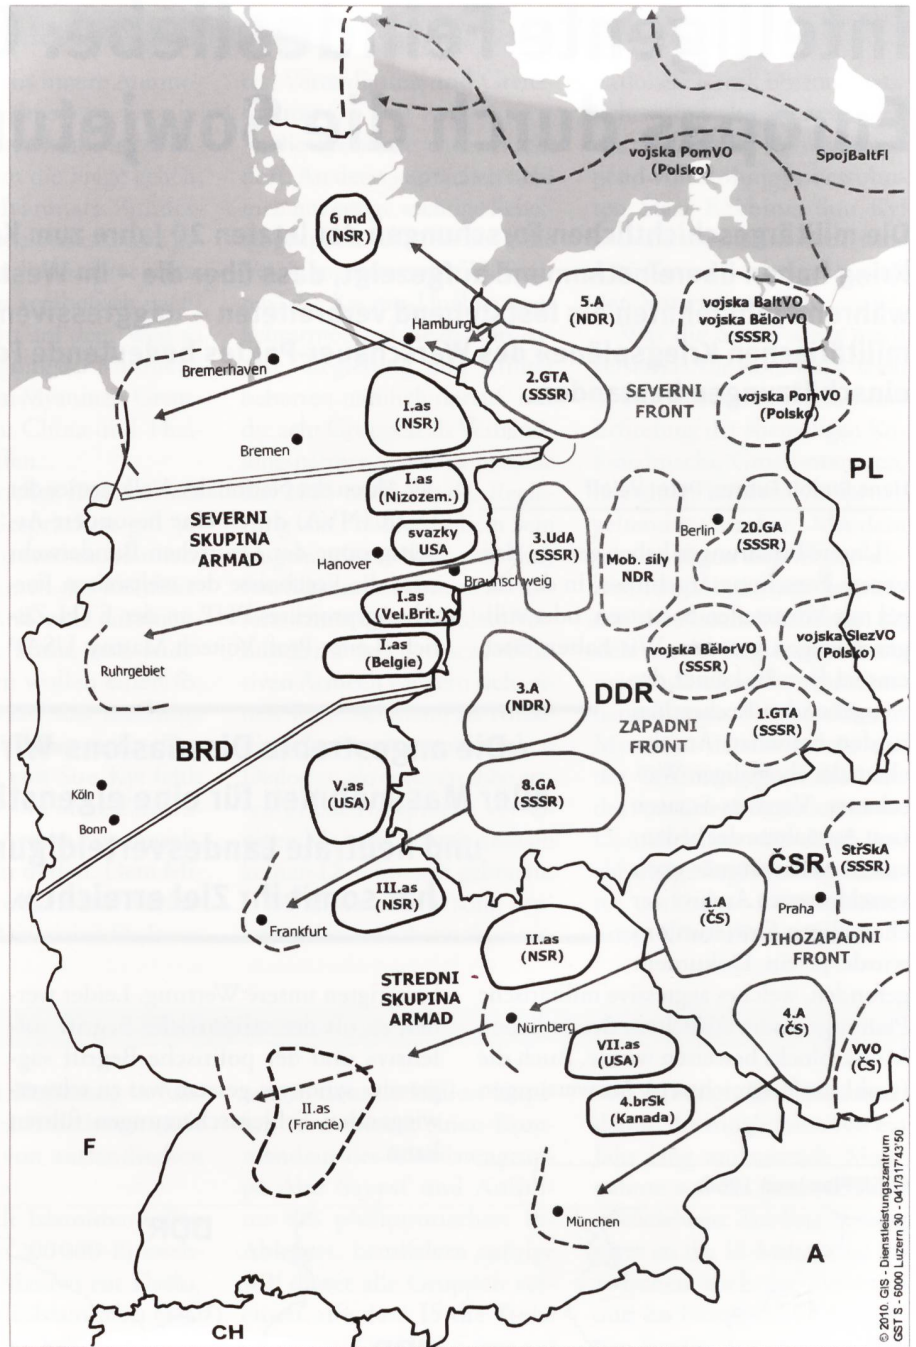 vojska PomVO
(Polsko)
SpojBaltFl
6 md
(NSR)
5.A
(NDR)
vojska BaltVO
vojska BělorVO
(SSSR)
Hamburg
Bremerhaven
2.GTA
(SSSR)
SEVERNI
FRONT
vojska PomVO
(Polsko)
I.as
(NSR)
Bremen
PL
I.as
(Nizozem.)
SEVERNI
SKUPINA
ARMAD
svazky
USA
Hanover
Braunschweig
3.UdA
(SSSR)
Mob. sily
NDR
Berlin
20.GA
(SSSR)
I.as
(Vel.Brit.)
I.as
(Belgie)
Ruhrgebiet
vojska BělorVO
(SSSR)
vojska SlezVO
(Polsko)
3.A
(NDR)
DDR
ZAPADNI
FRONT
1.GTA
(SSSR)
BRD
Köln
Bonn
V.as
(USA)
8.GA
(SSSR)
ČSR
StřSkA
(SSSR)
III.as
(NSR)
Frankfurt
II.as
(NSR)
1.A
(ČS)
Praha
JIHOZAPADNI
FRONT
STREDNI
SKUPINA
ARMAD
Nürnberg
VII.as
(USA)
4.A
(ČS)
VVO
(ČS)
II.as
(Francie)
4.brSk
(Kanada)
F
München
A
CH
© 2010. GIS - Dienstleistungszentrum
GST S - 6000 Luzern 30 - 041/317'43'50